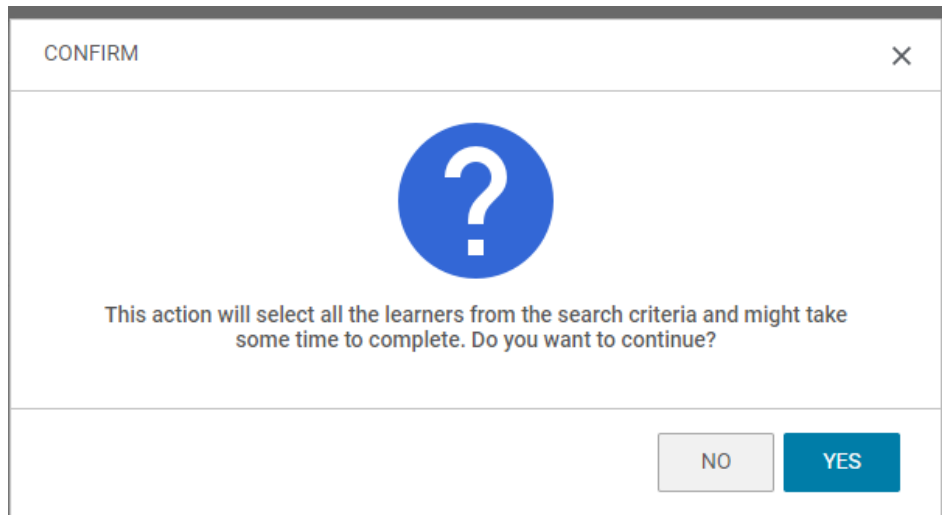 CONFIRM
This action will select all the learners from the search criteria and might take
some time to complete. Do you want to continue?
NO
YES